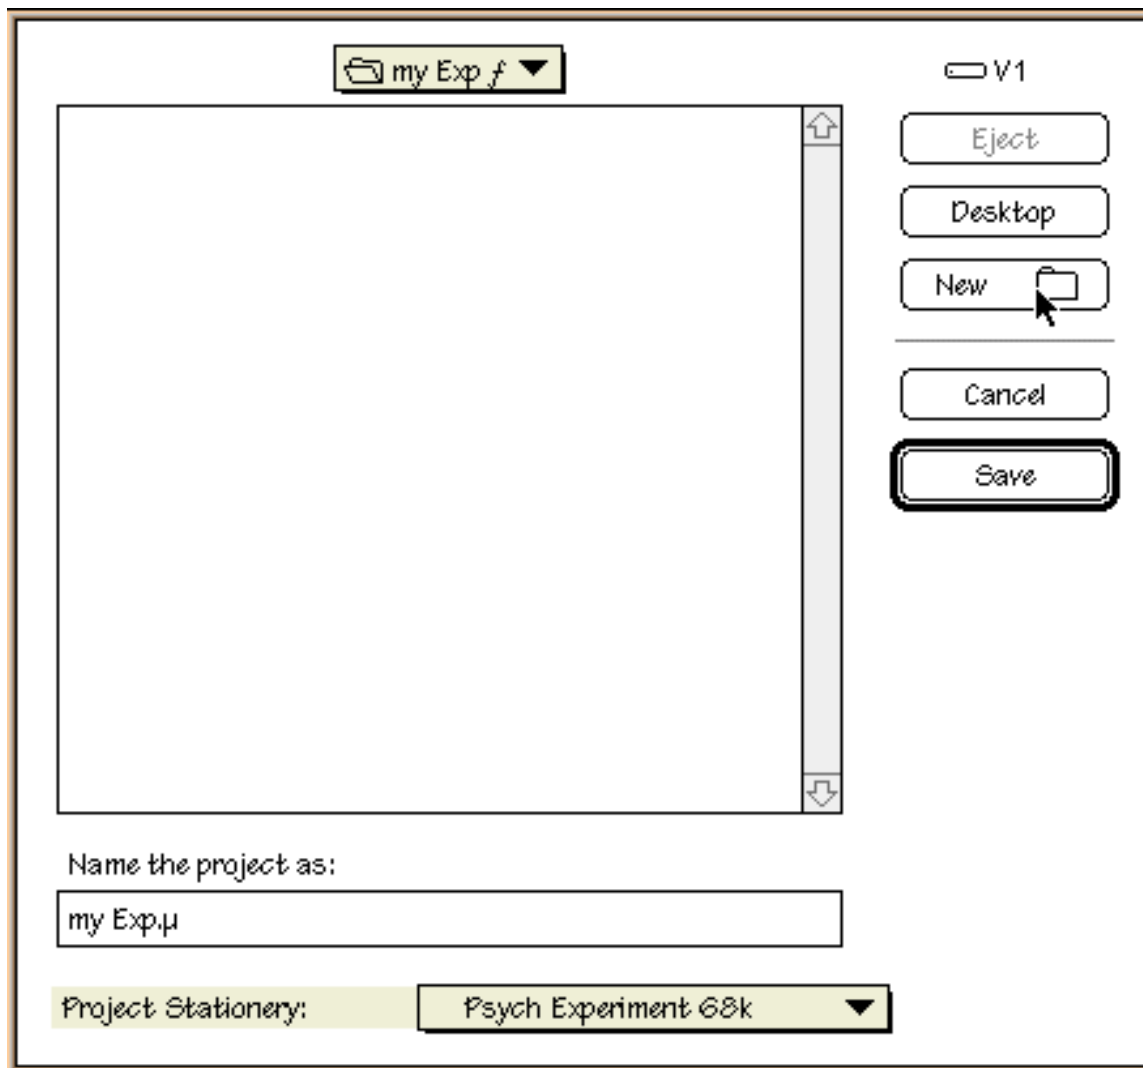 my Exp ƒ
V1
Eject
Desktop
New
Cancel
Save
Name the project as:
my Exp.µ
Project Stationery:
Psych Experiment 68k